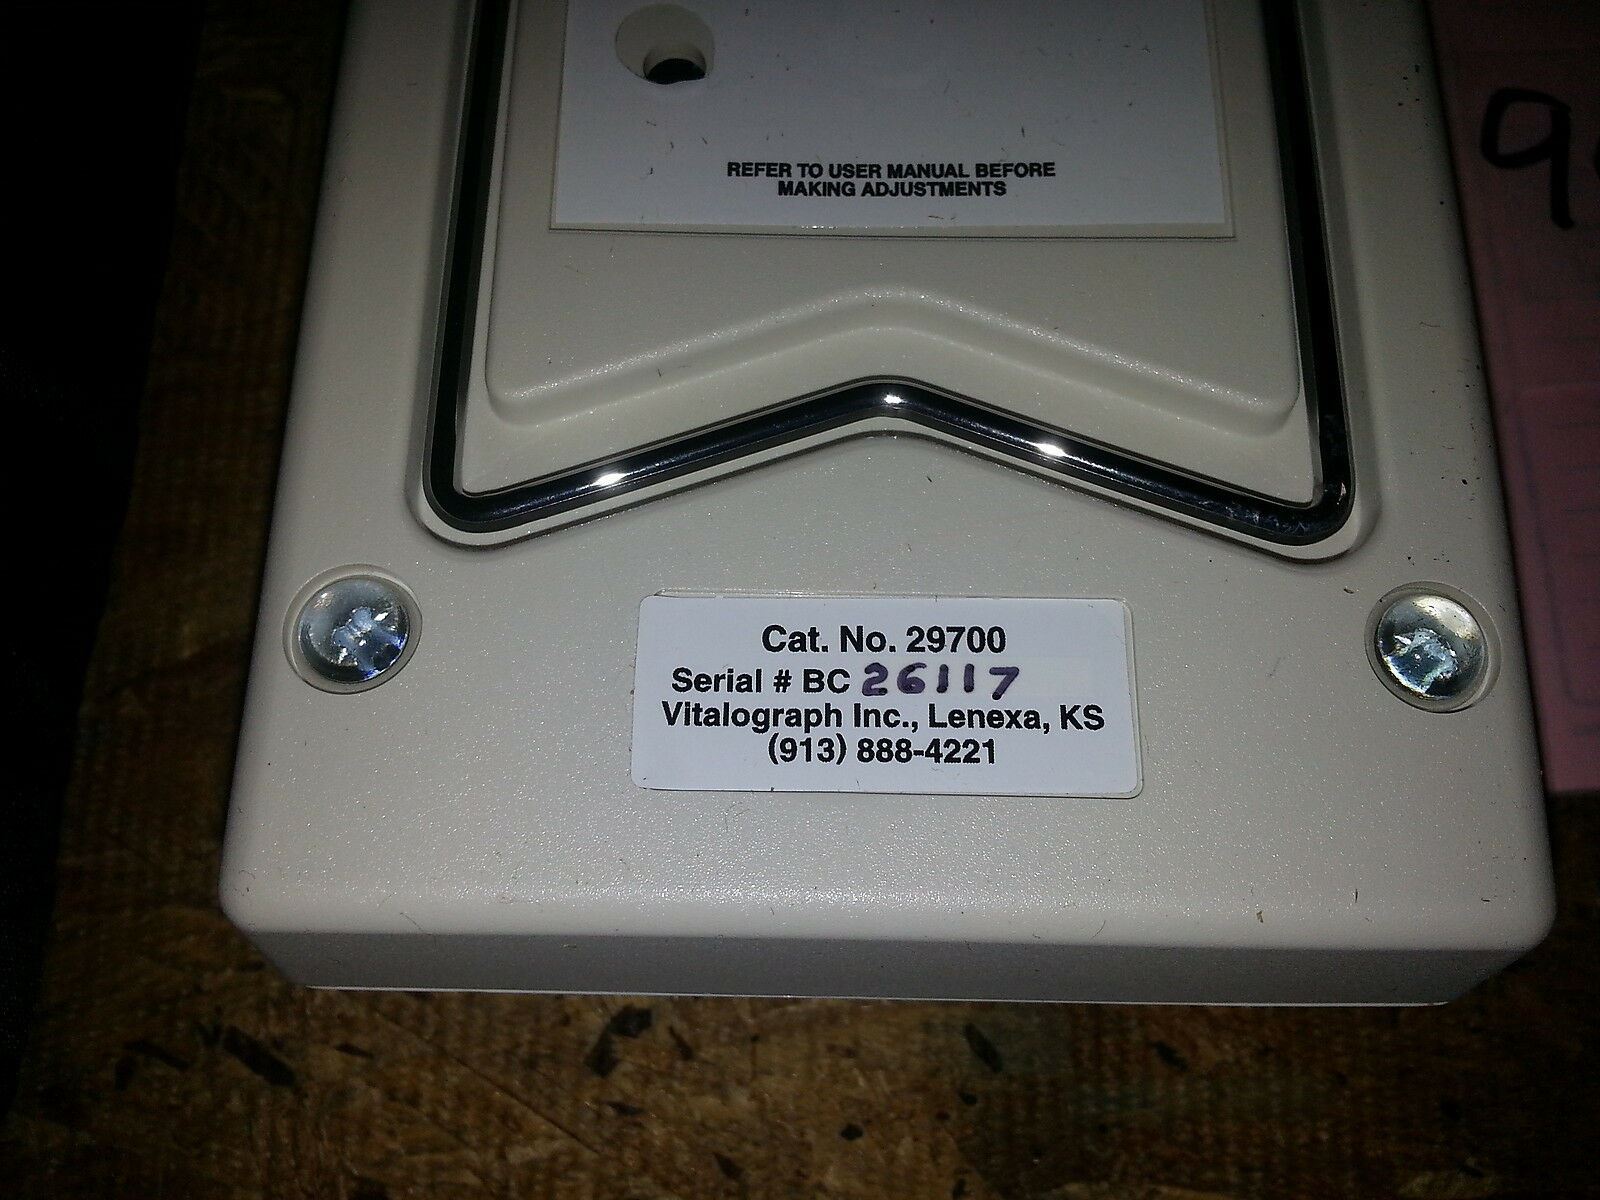 REFER TO USER MANUAL BEFORE
MAKING ADJUSTMENTS
9
Cat. No. 29700
Serial # BC 26117
Vitalograph Inc., Lenexa, KS
(913) 888-4221